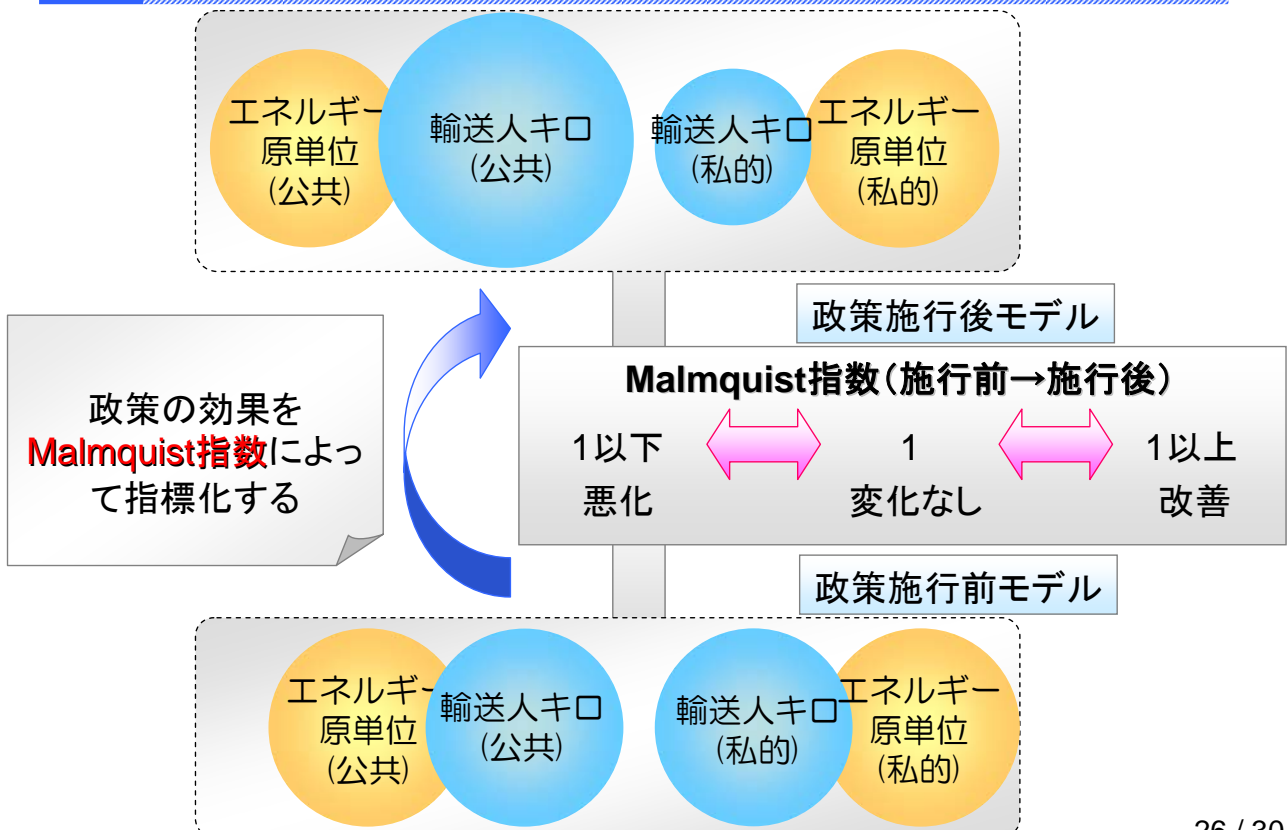 エネルギー
原単位
(公共)
輸送人キロ
(公共)
輸送人キロ
(私的)
エネルギー
原単位
(私的)
政策施行後モデル
政策の効果を
Malmquist指数によっ
て指標化する
Malmquist指数(施行前→施行後)
1以下
1
1以上
悪化
変化なし
改善
政策施行前モデル
エネルギー
原単位
(公共)
輸送人キロ
(公共)
輸送人キロ
(私的)
エネルギー
原単位
(私的)
26 / 30